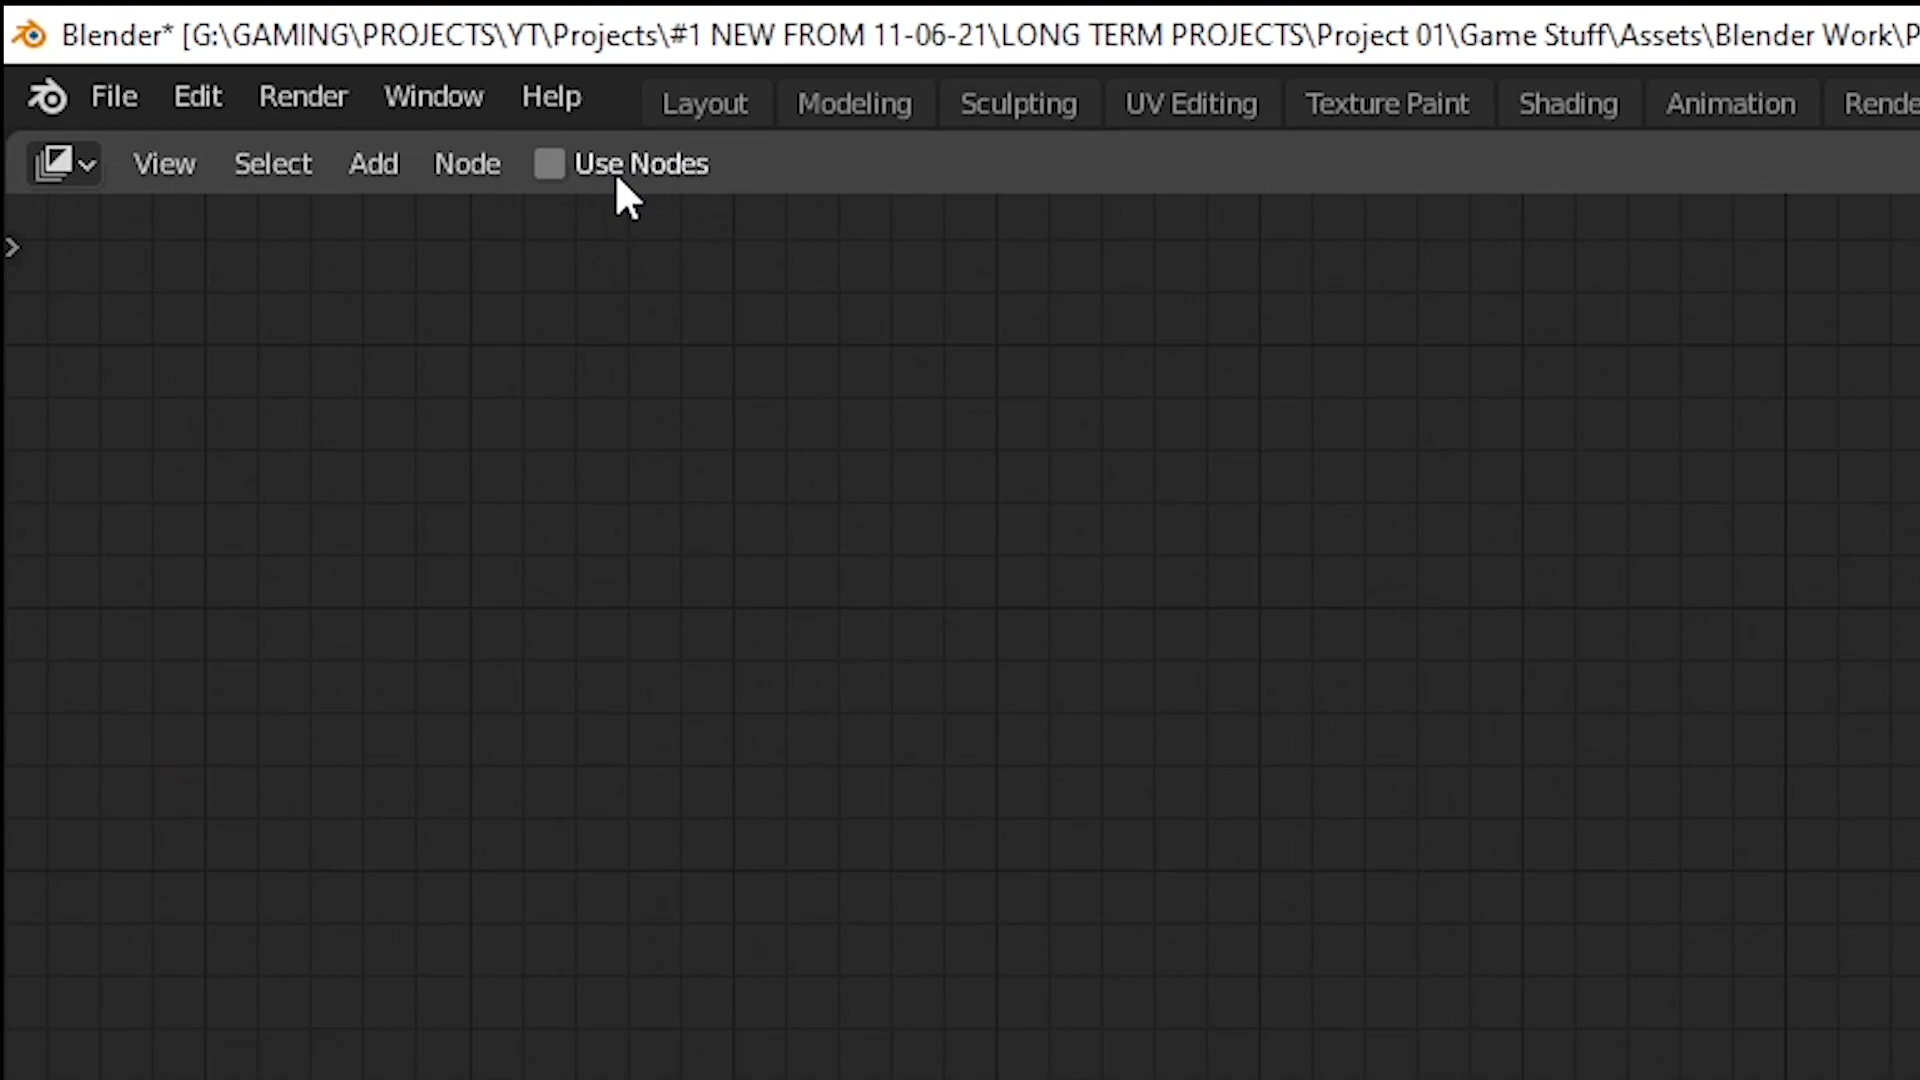 Blender* [G:\GAMING\PROJECTS\YT\Projects\#1 NEW FROM 11-06-21\LONG TERM PROJECTS\Project 01\Game Stuff\Assets\Blender Work\P
File Edit Render Window Help Layout Modeling Sculpting UV Editing Texture Paint Shading Animation Rende
View Select Add Node Use Nodes